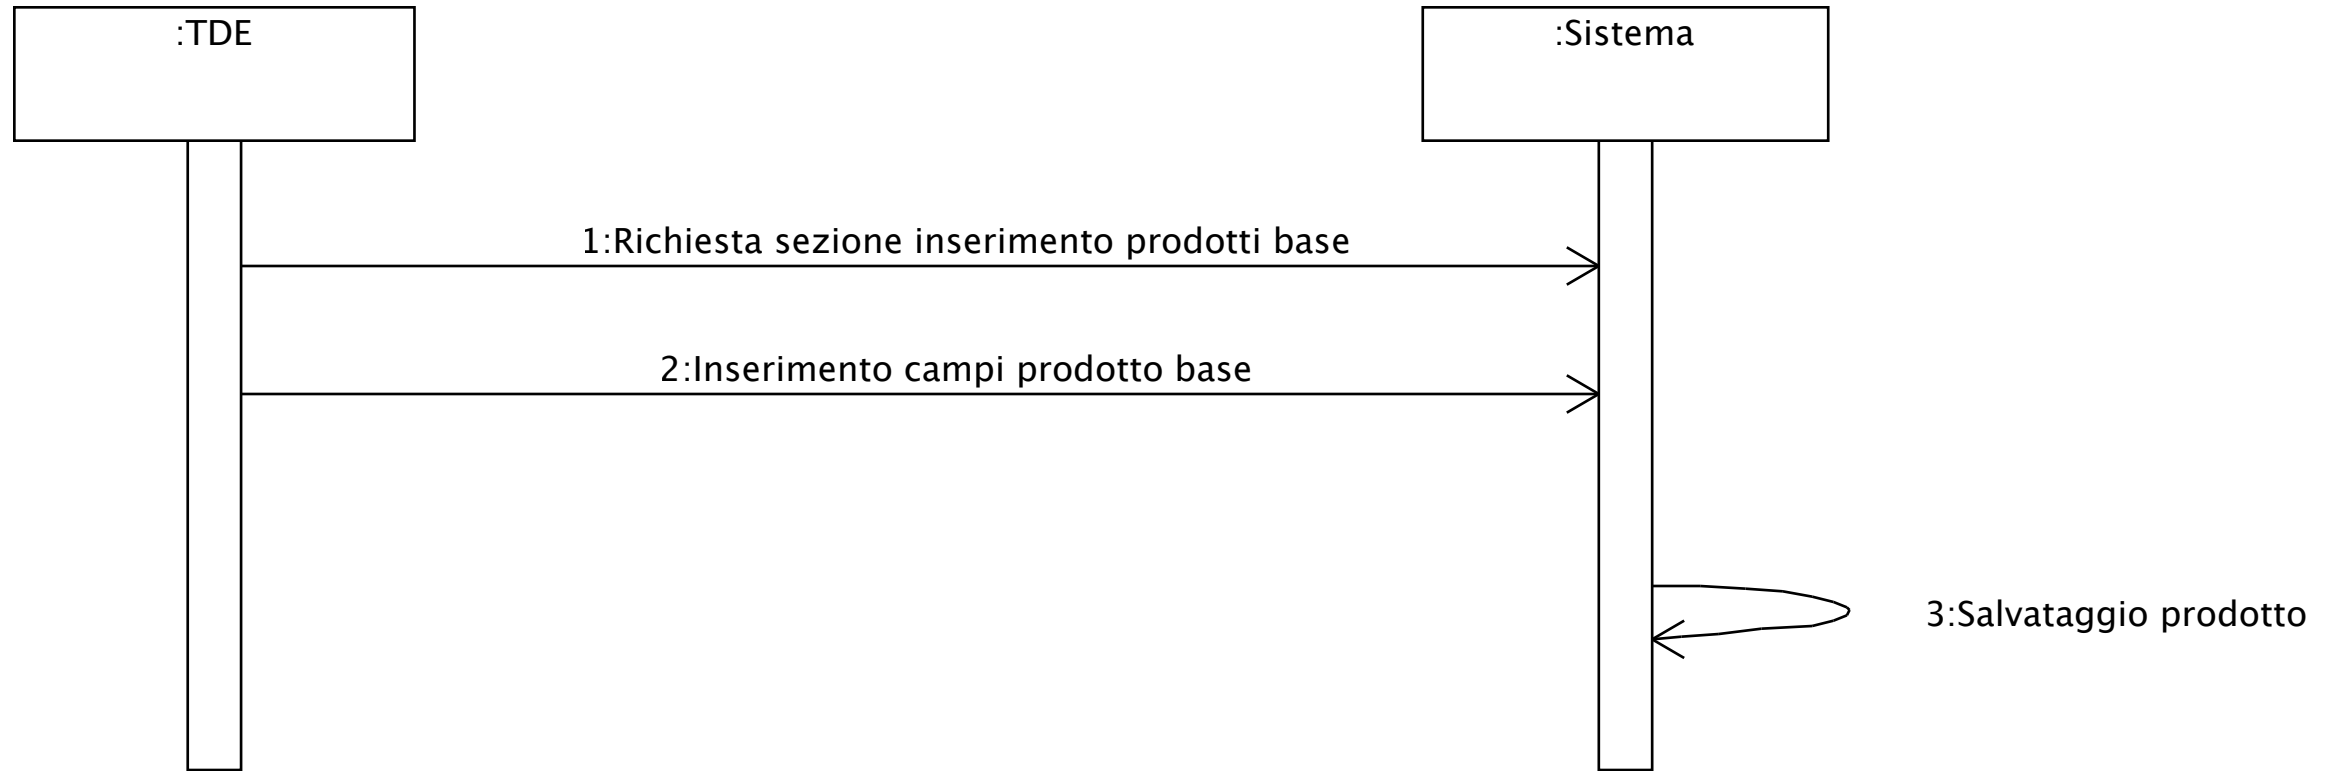 :TDE
:Sistema
1:Richiesta sezione inserimento prodotti base
2:Inserimento campi prodotto base
3:Salvataggio prodotto